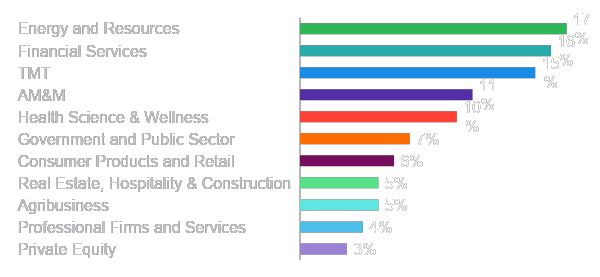 Energy and Resources 17%
Financial Services 16%
TMT 15%
AM&M 11%
Health Science & Wellness 10%
Government and Public Sector 7%
Consumer Products and Retail 6%
Real Estate, Hospitality & Construction 5%
Agribusiness 5%
Professional Firms and Services 4%
Private Equity 3%